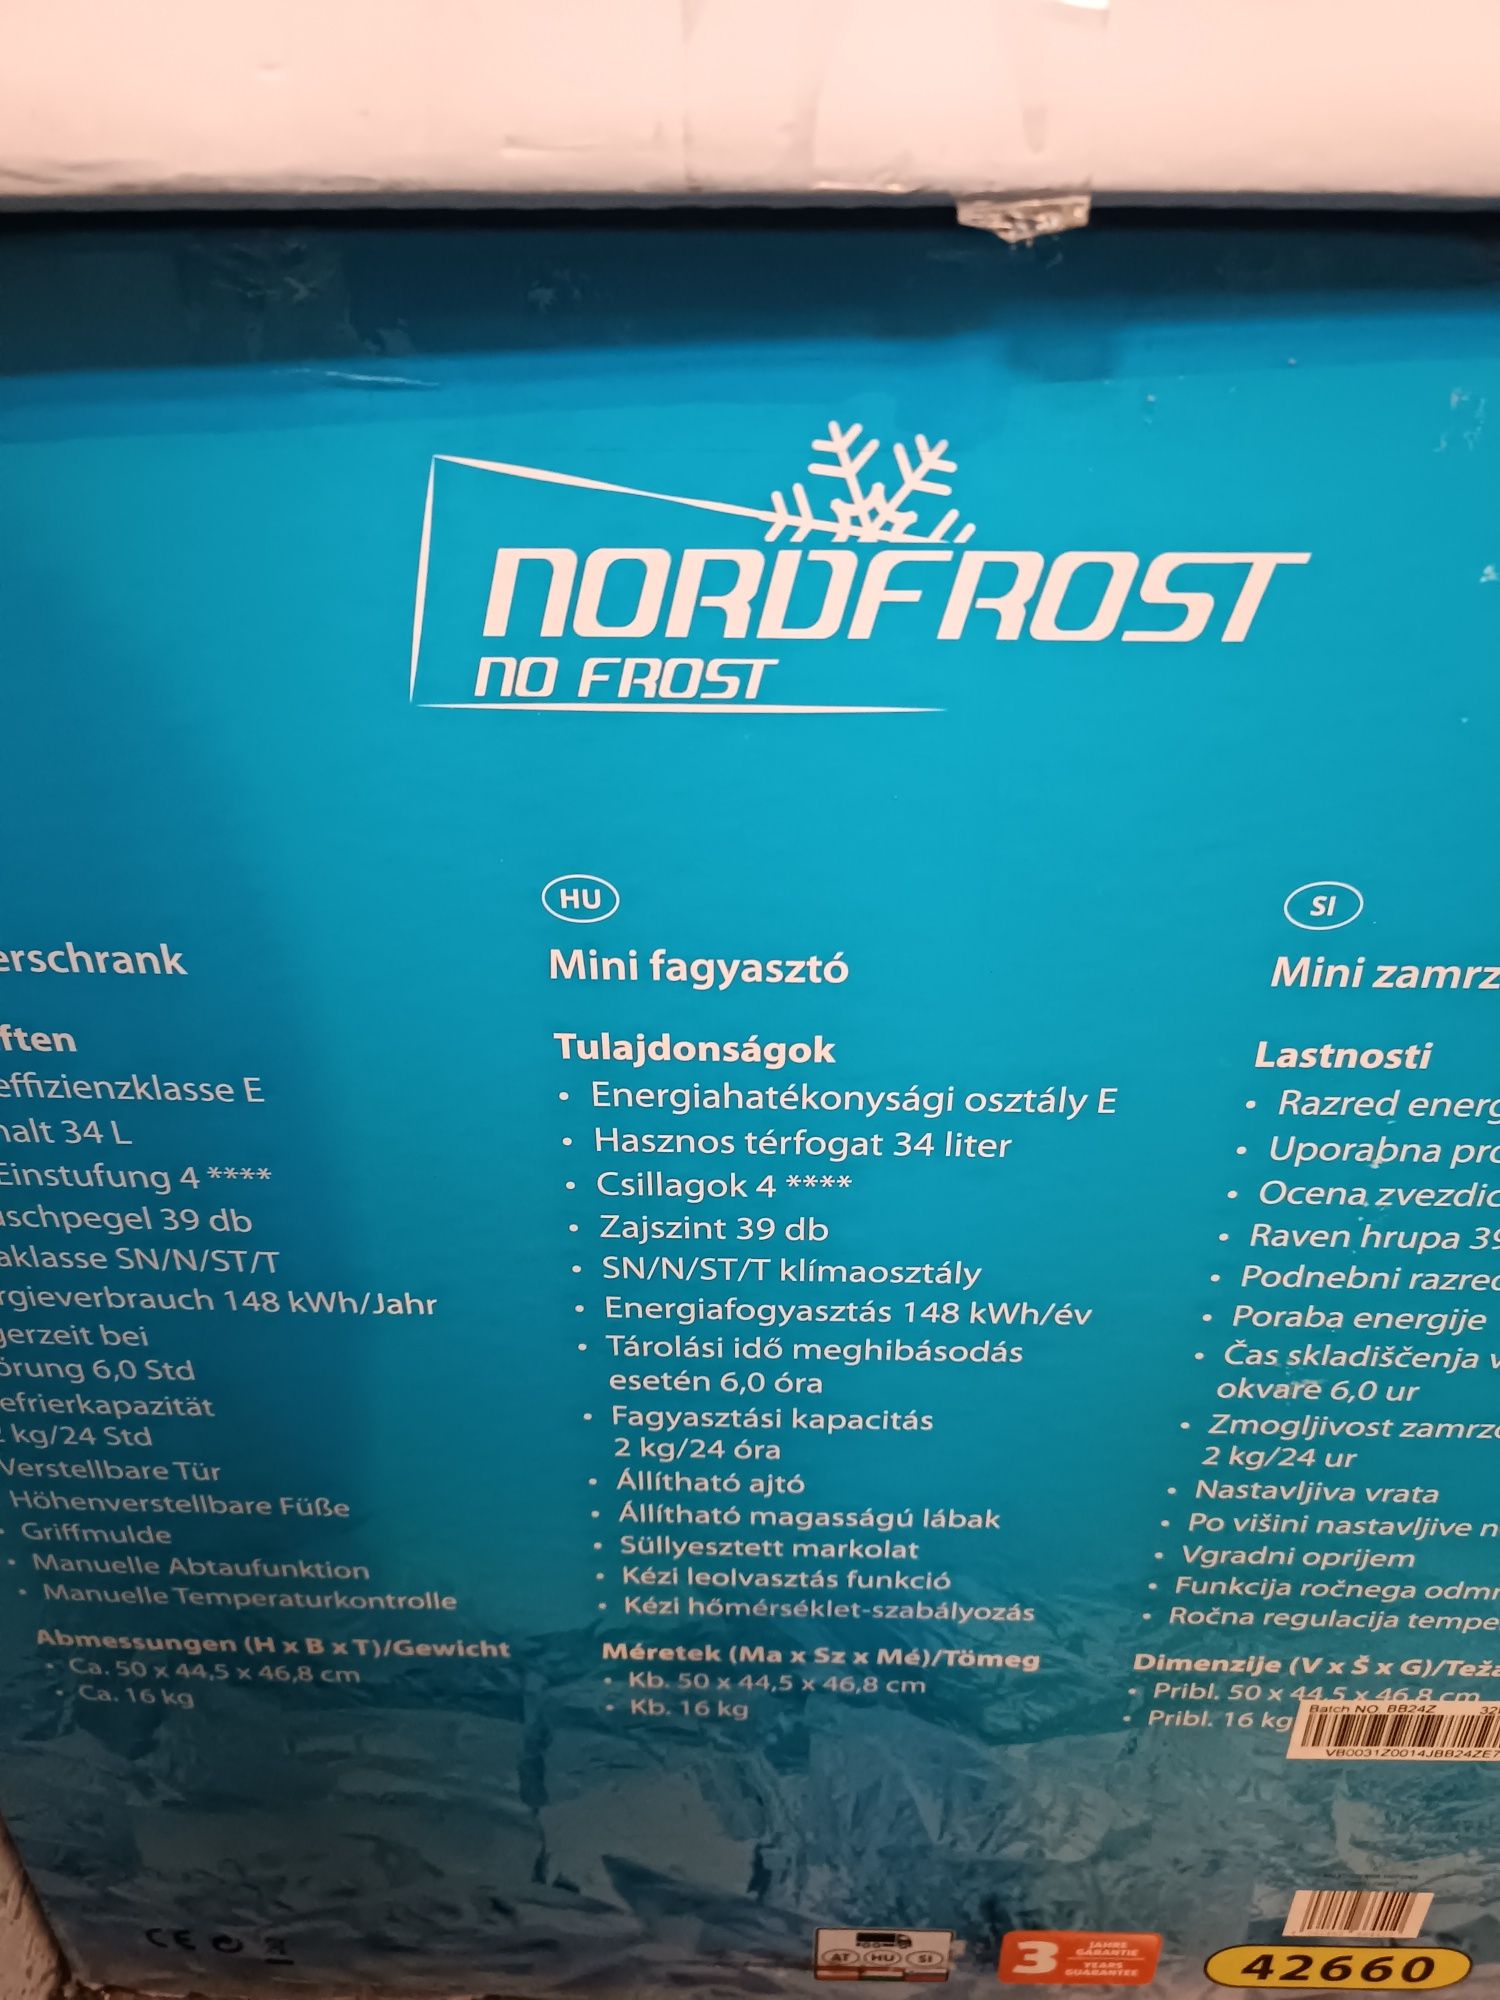 NORDFROST
NO FROST
erschrank
ften
effizienzklasse E
halt 34 L
Einstufung 4 ****
uschpegel 39 db
aklasse SN/N/ST/T
rgieverbrauch 148 kWh/Jahr
gerzeit bei
örung 6,0 Std
efrierkapazität
2 kg/24 Std
Verstellbare Tür
Höhenverstellbare Füße
• Griffmulde
• Manuelle Abtaufunktion
• Manuelle Temperaturkontrolle
Abmessungen (H x B x T)/Gewicht
• Ca. 50 x 44,5 x 46,8 cm
• Ca. 16 kg
HU
Mini fagyasztó
Tulajdonságok
• Energiahatékonysági osztály E
• Hasznos térfogat 34 liter
• Csillagok 4 ****
• Zajszint 39 db
• SN/N/ST/T klímaosztály
• Energiafogyasztás 148 kWh/év
• Tárolási idő meghibásodás
esetén 6,0 óra
• Fagyasztási kapacitás
2 kg/24 óra
• Állítható ajtó
• Állítható magasságú lábak
• Süllyesztett markolat
• Kézi leolvasztás funkció
• Kézi hőmérséklet-szabályozás
Méretek (Ma x Sz x Mé)/Tömeg
• Kb. 50 x 44,5 x 46,8 cm
• Kb. 16 kg
SI
Mini zamrz
Lastnosti
• Razred energ
• Uporabna pro
• Ocena zvezdic
• Raven hrupa 39
• Podnebni razred
• Poraba energije
• Čas skladiščenja v
okvare 6,0 ur
• Zmogljivost zamrzo
2 kg/24 ur
• Nastavljiva vrata
• Po višini nastavljive n
• Vgradni oprijem
• Funkcija ročnega odmr
• Ročna regulacija tempe
Dimenzije (V x Š x G)/Teža
• Pribl. 50 x 44,5 x 46,8 cm
• Pribl. 16 kg
Batch NO. BB24Z
VB0031Z0014JBB24ZE7
CE
AT HU SI
3 JAHRE
GARANTIE
YEARS
GUARANTEE
42660